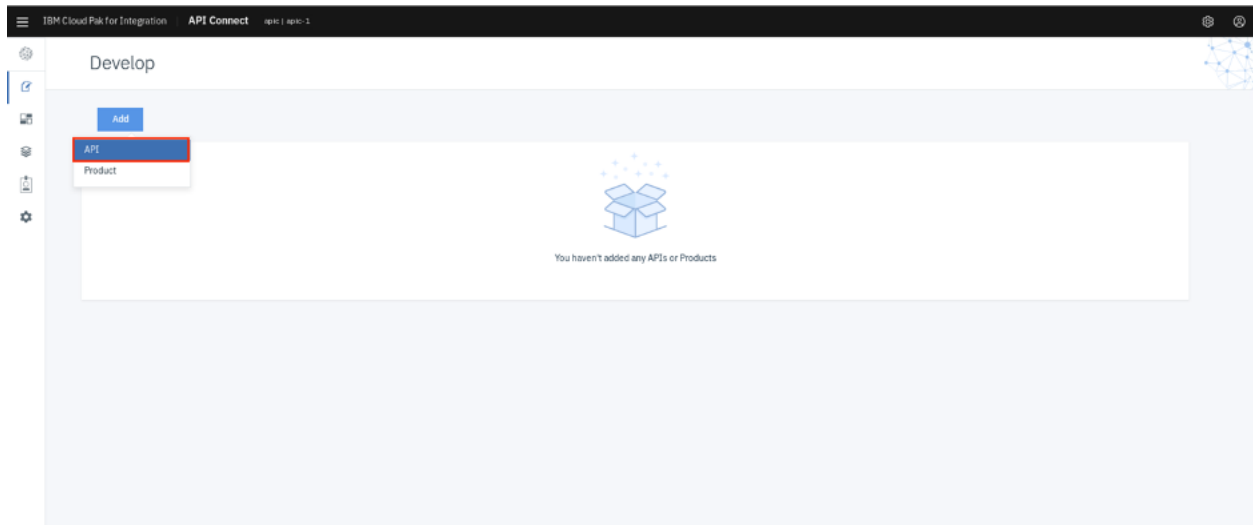 IBM Cloud Pak for Integration API Connect apic | apic-1
Develop
Add
API
Product
You haven't added any APIs or Products